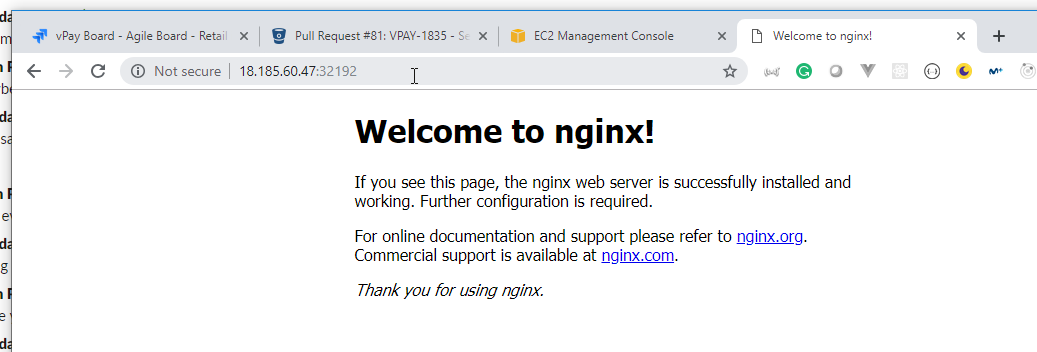 vPay Board - Agile Board - Retail
Pull Request #81: VPAY-1835 - Se
EC2 Management Console
Welcome to nginx!
Not secure
18.185.60.47:32192
Welcome to nginx!
If you see this page, the nginx web server is successfully installed and
working. Further configuration is required.
For online documentation and support please refer to nginx.org.
Commercial support is available at nginx.com.
Thank you for using nginx.